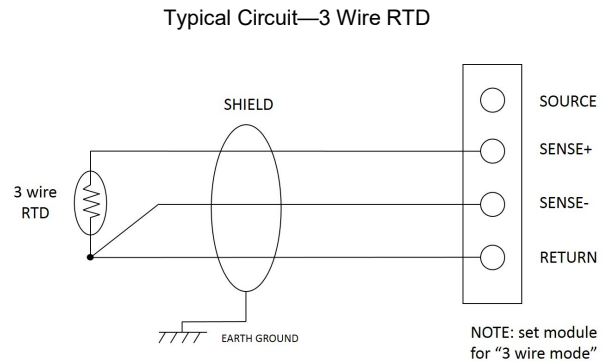 Typical Circuit—3 Wire RTD
SHIELD
SOURCE
SENSE+
3 wire
RTD
SENSE-
RETURN
EARTH GROUND
NOTE: set module
for “3 wire mode”